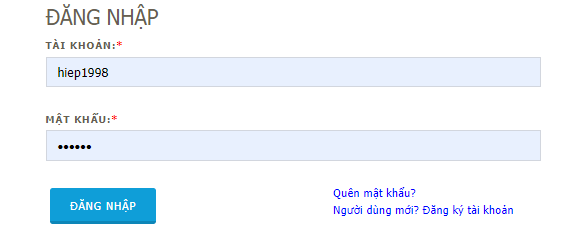 ĐĂNG NHẬP
TÀI KHOẢN:*
hiep1998
MẬT KHẨU:*
••••••
ĐĂNG NHẬP
Quên mật khẩu?
Người dùng mới? Đăng ký tài khoản